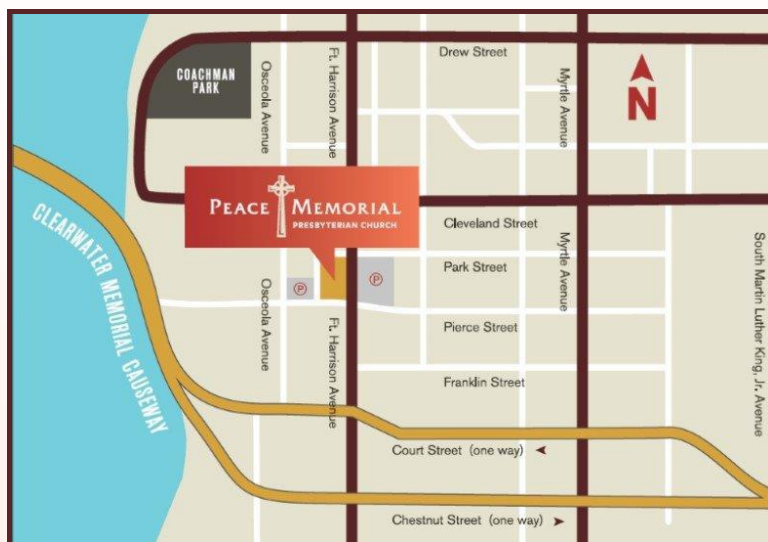 Drew Street
COACHMAN
PARK
Osceola Avenue
Ft. Harrison Avenue
Myrtle Avenue
N
PEACE MEMORIAL
PRESBYTERIAN CHURCH
Cleveland Street
Park Street
P
P
Pierce Street
Osceola Avenue
Ft. Harrison Avenue
Myrtle Avenue
South Martin Luther King, Jr. Avenue
CLEARWATER MEMORIAL CAUSEWAY
Franklin Street
Court Street (one way)
Chestnut Street (one way)